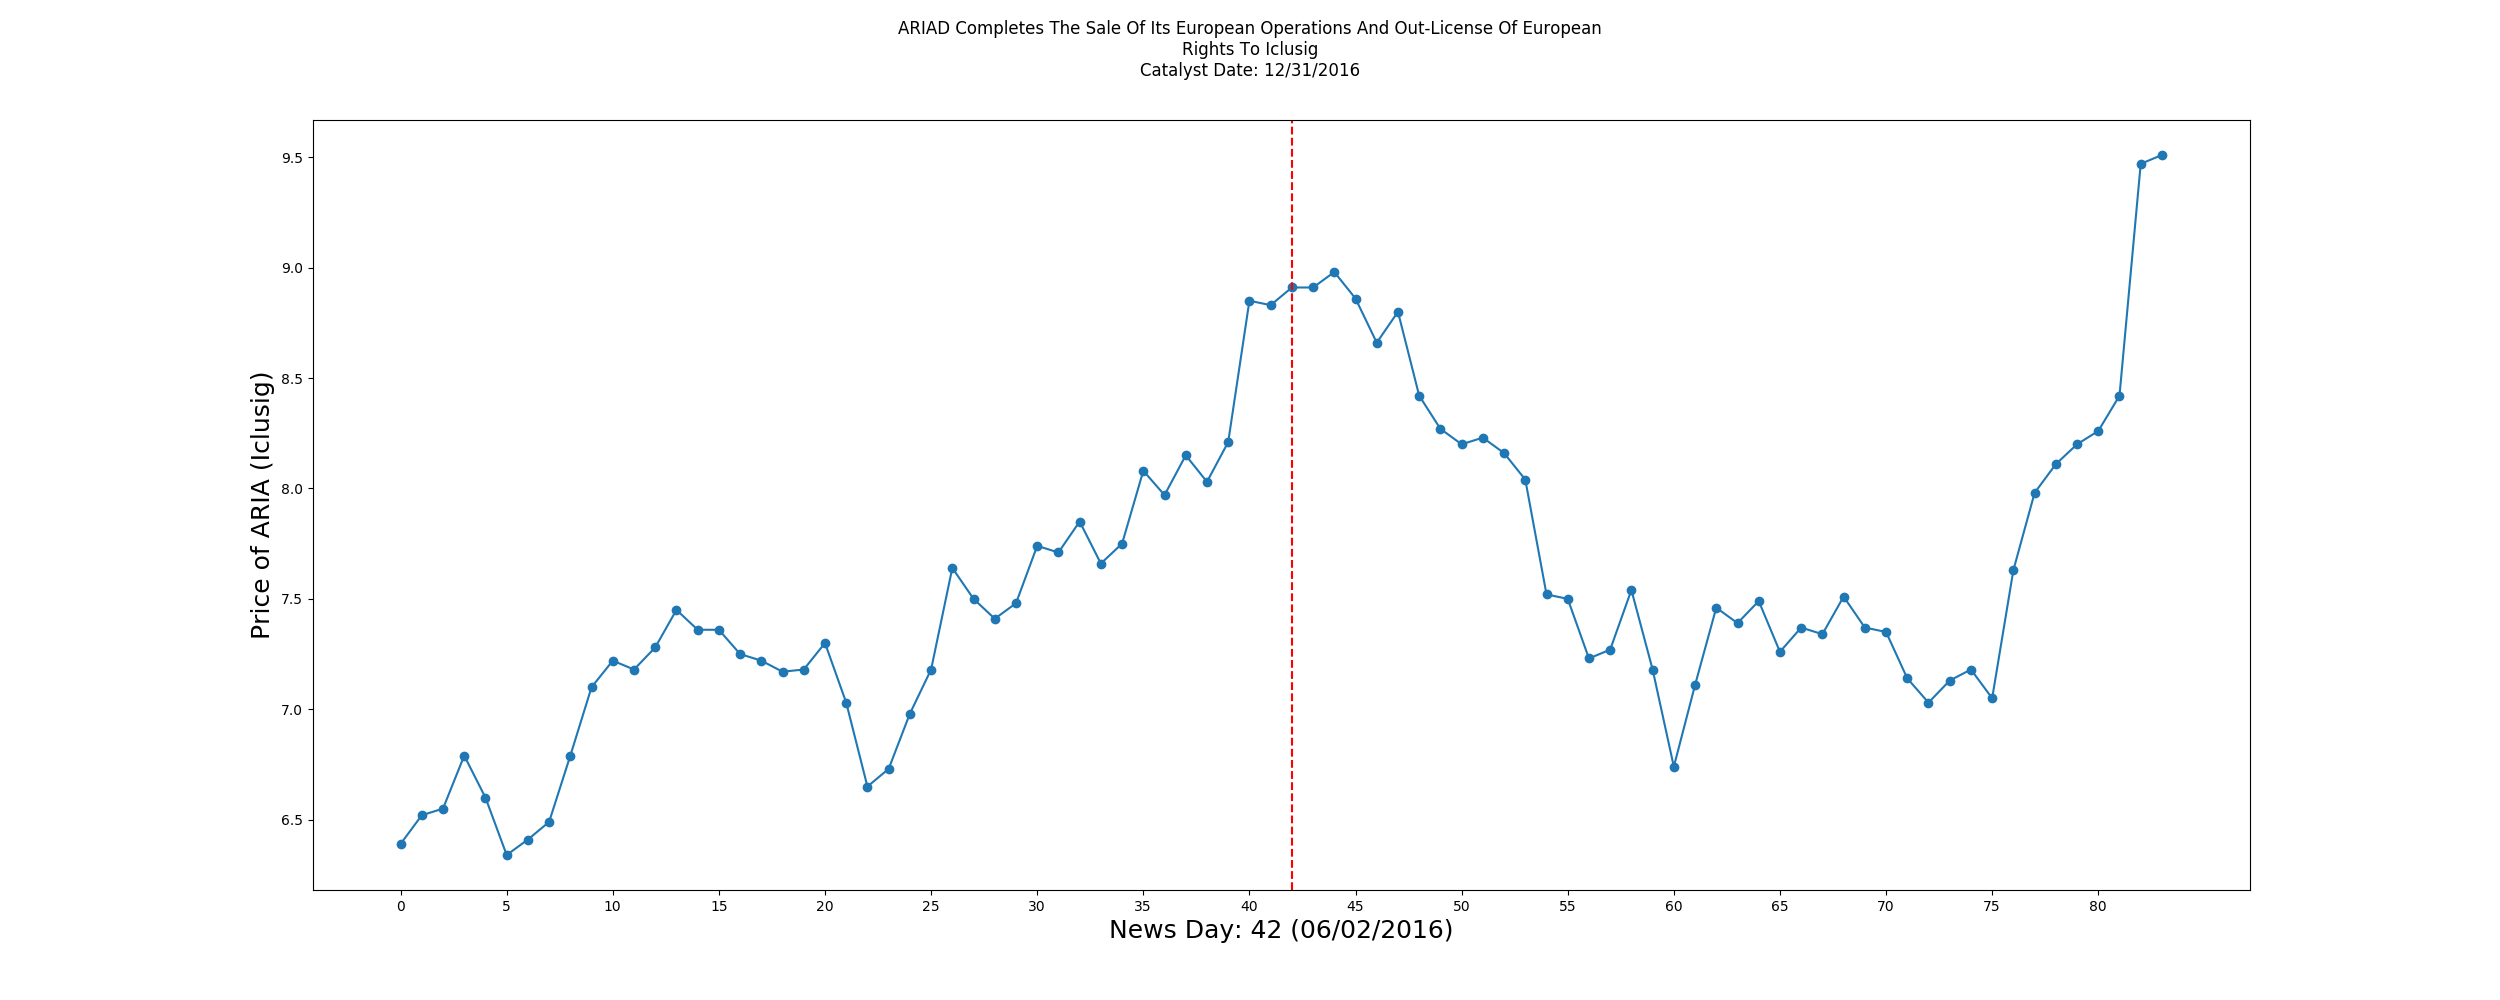 ARIAD Completes The Sale Of Its European Operations And Out-License Of European
Rights To Iclusig
Catalyst Date: 12/31/2016
Price of ARIA (Iclusig)
9.5
9.0
8.5
8.0
7.5
7.0
6.5
0 5 10 15 20 25 30 35 40 45 50 55 60 65 70 75 80
News Day: 42 (06/02/2016)